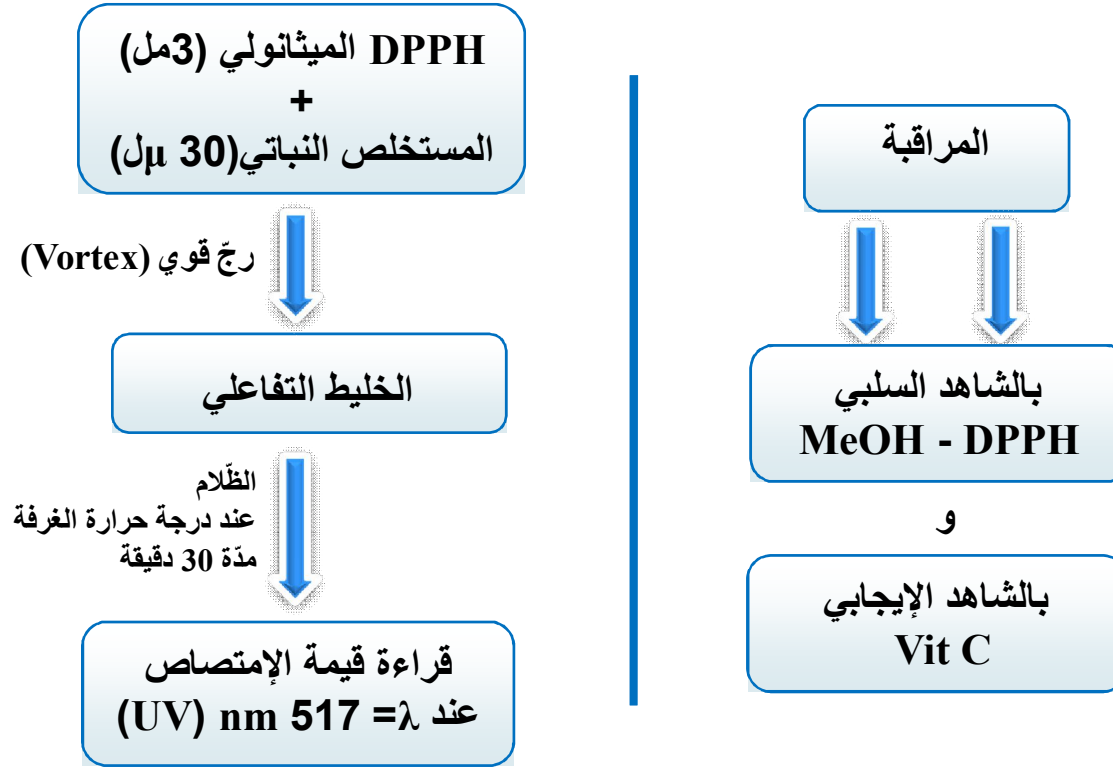 DPPH الميثانولي (3مل)
+
المستخلص النباتي(30 µل)
رجّ قوي (Vortex)
الخليط التفاعلي
الظّلام
عند درجة حرارة الغرفة
مدّة 30 دقيقة
قراءة قيمة الإمتصاص
عند λ= 517 nm (UV)
المراقبة
بالشاهد السلبي
MeOH - DPPH
و
بالشاهد الإيجابي
Vit C